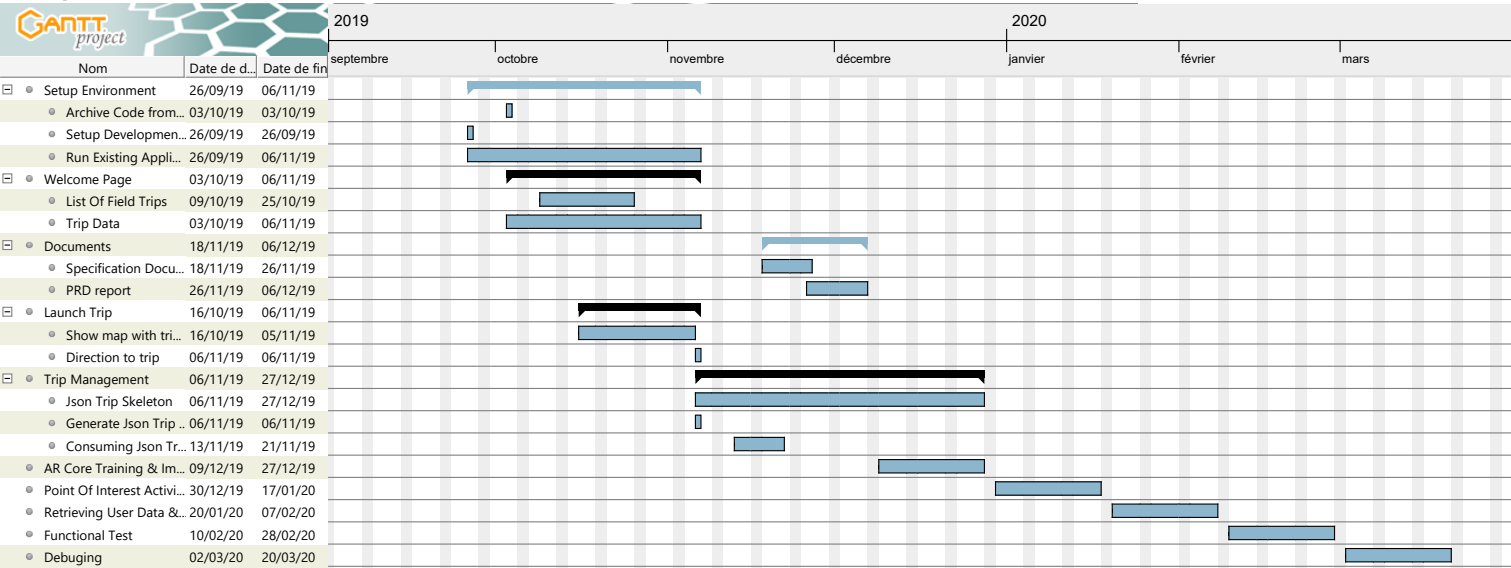 GANTT
project
2019 2020
septembre octobre novembre décembre janvier février mars
Nom Date de d... Date de fin
Setup Environment 26/09/19 06/11/19
Archive Code from... 03/10/19 03/10/19
Setup Developmen... 26/09/19 26/09/19
Run Existing Appli... 26/09/19 06/11/19
Welcome Page 03/10/19 06/11/19
List Of Field Trips 09/10/19 25/10/19
Trip Data 03/10/19 06/11/19
Documents 18/11/19 06/12/19
Specification Docu... 18/11/19 26/11/19
PRD report 26/11/19 06/12/19
Launch Trip 16/10/19 06/11/19
Show map with tri... 16/10/19 05/11/19
Direction to trip 06/11/19 06/11/19
Trip Management 06/11/19 27/12/19
Json Trip Skeleton 06/11/19 27/12/19
Generate Json Trip .. 06/11/19 06/11/19
Consuming Json Tr... 13/11/19 21/11/19
AR Core Training & Im... 09/12/19 27/12/19
Point Of Interest Activi... 30/12/19 17/01/20
Retrieving User Data &... 20/01/20 07/02/20
Functional Test 10/02/20 28/02/20
Debuging 02/03/20 20/03/20